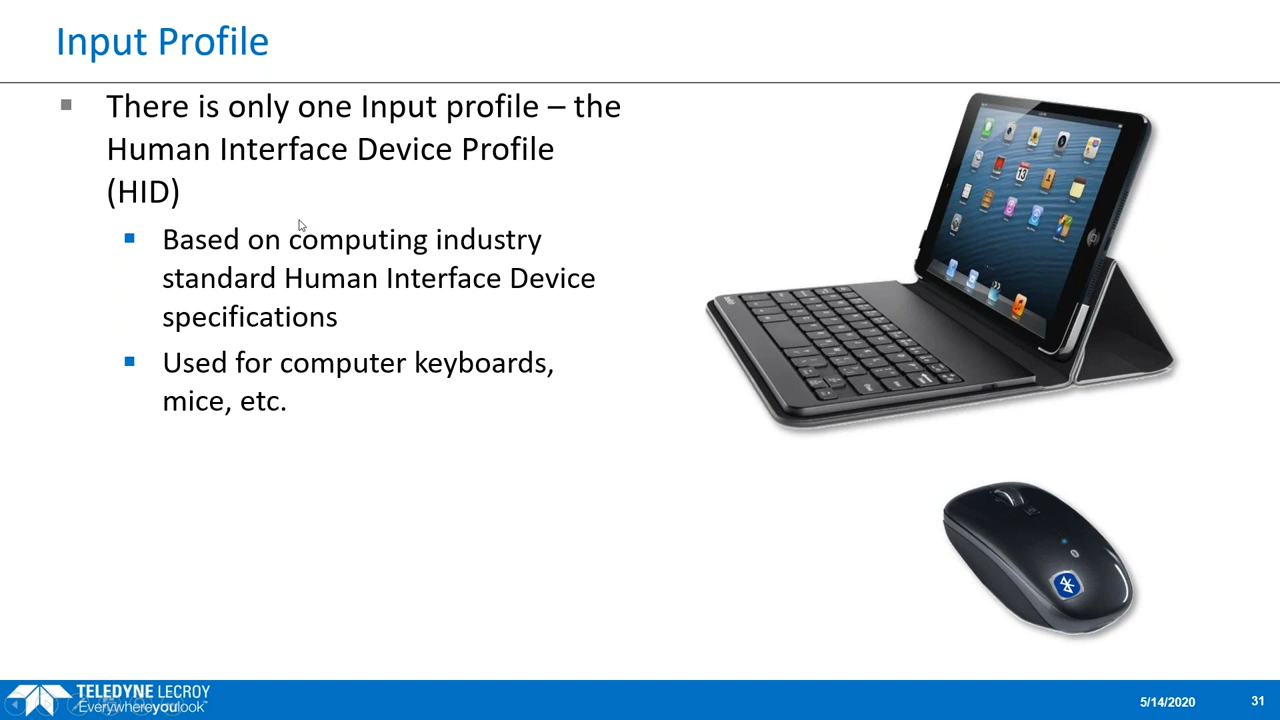 Input Profile
There is only one Input profile – the
Human Interface Device Profile
(HID)
Based on computing industry
standard Human Interface Device
specifications
Used for computer keyboards,
mice, etc.
TELEDYNE LECROY
Everywhereyoulook™
5/14/2020
31